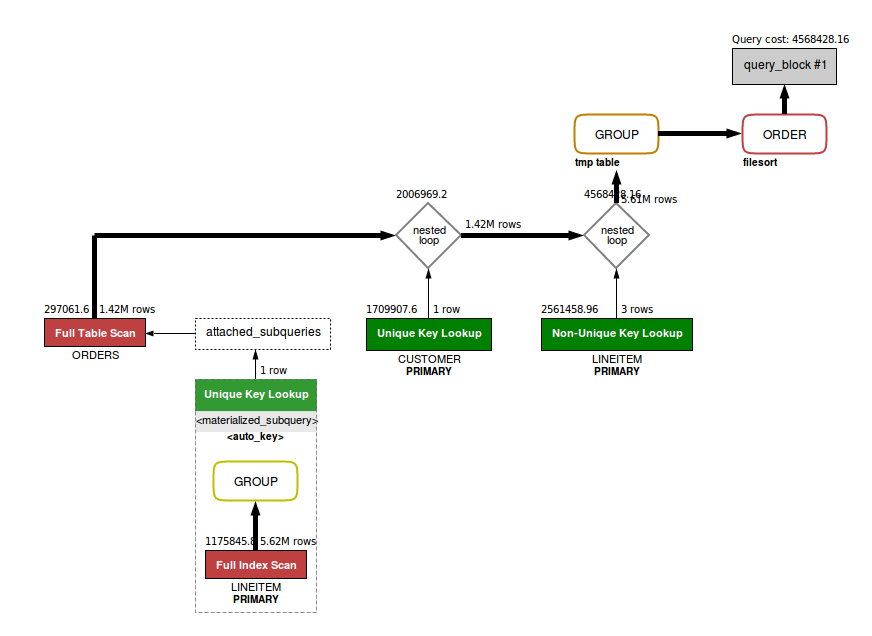 Query cost: 4568428.16
query_block #1
GROUP
ORDER
tmp table
filesort
2006969.2
4568428.16
5.61M rows
nested
loop
1.42M rows
nested
loop
297061.6
1.42M rows
1709907.6
1 row
2561458.96
3 rows
Full Table Scan
attached_subqueries
Unique Key Lookup
Non-Unique Key Lookup
ORDERS
CUSTOMER
PRIMARY
LINEITEM
PRIMARY
1 row
Unique Key Lookup
<materialized_subquery>
<auto_key>
GROUP
1175845.8
5.62M rows
Full Index Scan
LINEITEM
PRIMARY